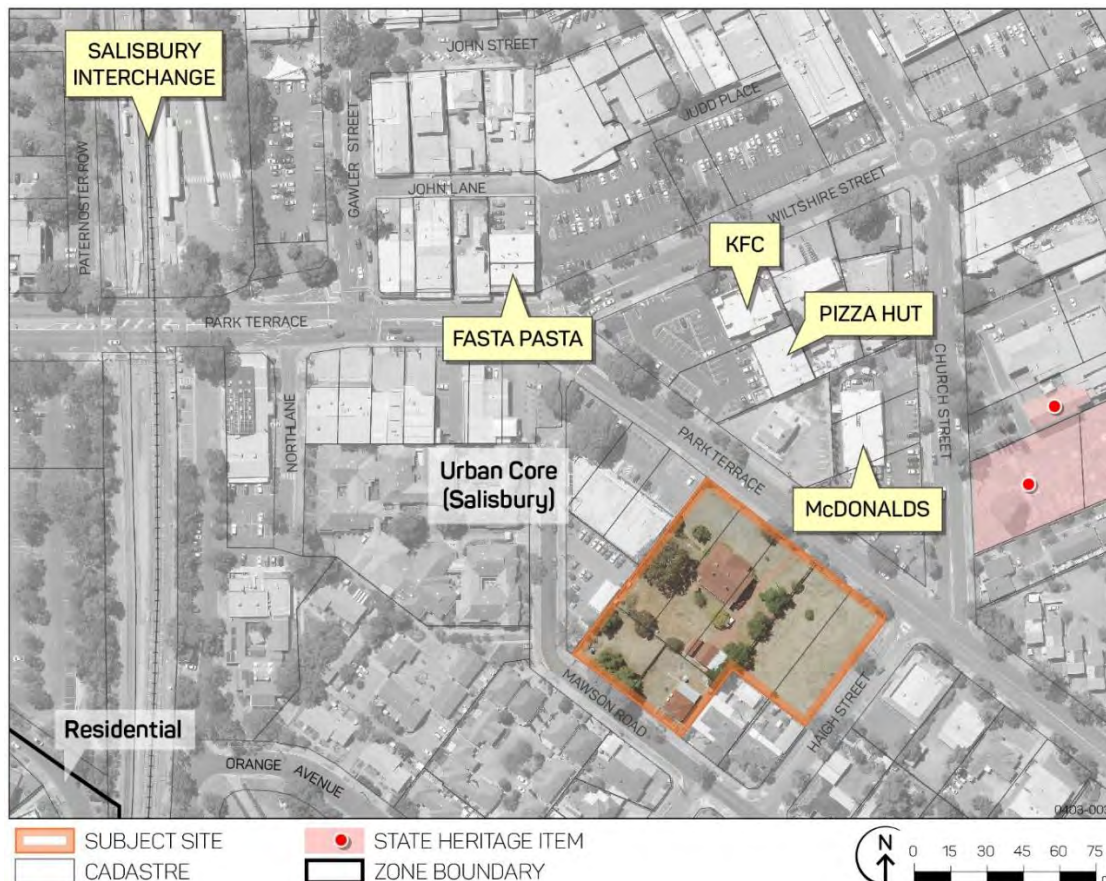 SALISBURY
INTERCHANGE
JOHN STREET
JUDD PLACE
GAWLER STREET
PATERNOSTER ROW
JOHN LANE
WILTSHIRE STREET
KFC
PIZZA HUT
PARK TERRACE
FASTA PASTA
CHURCH STREET
NORTH LANE
PARK TERRACE
Urban Core
(Salisbury)
McDONALDS
MAWSON ROAD
HAIGH STREET
Residential
ORANGE AVENUE
SUBJECT SITE
STATE HERITAGE ITEM
CADASTRE
ZONE BOUNDARY
N
0 15 30 45 60 75